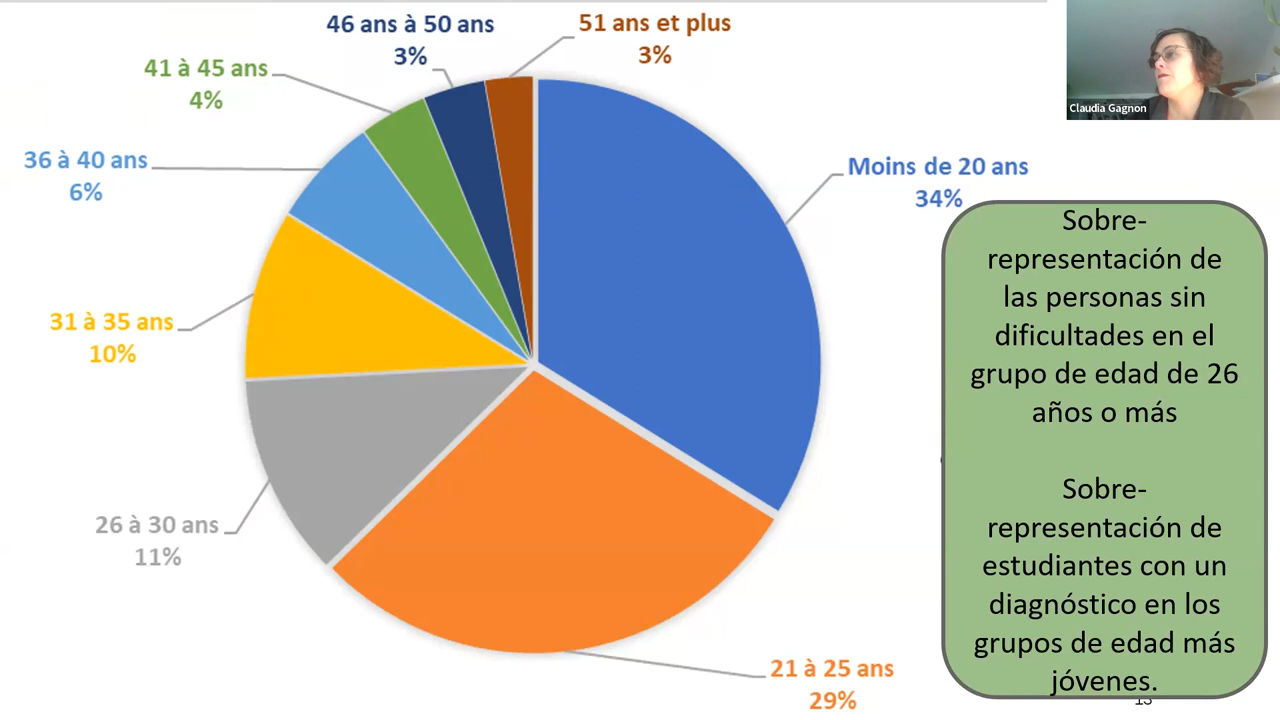 46 ans à 50 ans
3%
51 ans et plus
3%
41 à 45 ans
4%
36 à 40 ans
6%
31 à 35 ans
10%
26 à 30 ans
11%
21 à 25 ans
29%
Moins de 20 ans
34%
Claudia Gagnon
Sobre-
representación de
las personas sin
dificultades en el
grupo de edad de 26
años o más
Sobre-
representación de
estudiantes con un
diagnóstico en los
grupos de edad más
jóvenes.
13